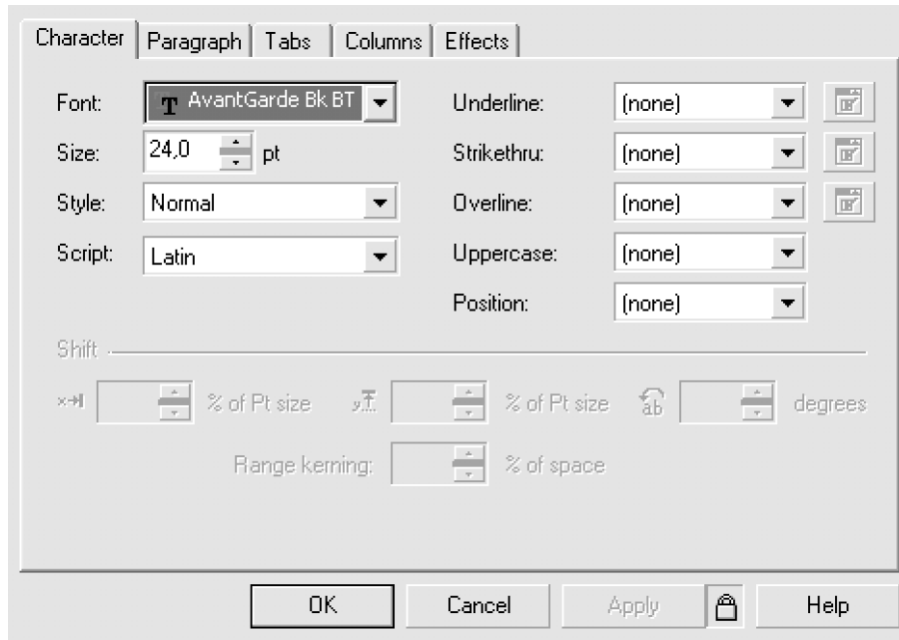 Character Paragraph Tabs Columns Effects
Font: AvantGarde Bk BT Underline: (none)
Size: 24,0 pt Strikethru: (none)
Style: Normal Overline: (none)
Script: Latin Uppercase: (none)
Position: (none)
Shift
x % of Pt size y % of Pt size ab degrees
Range kerning: % of space
OK Cancel Apply Help